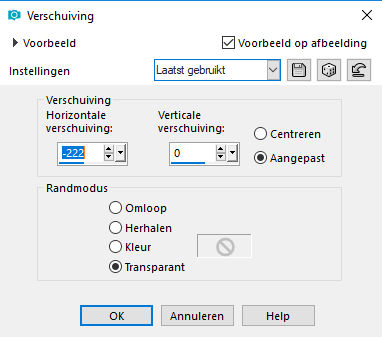 Verschuiving
Voorbeeld
Voorbeeld op afbeelding
Instellingen
Laatst gebruikt
Verschuiving
Horizontale verschuiving:
Verticale verschuiving:
-222
0
Centreren
Aangepast
Randmodus
Omloop
Herhalen
Kleur
Transparant
OK Annuleren Help